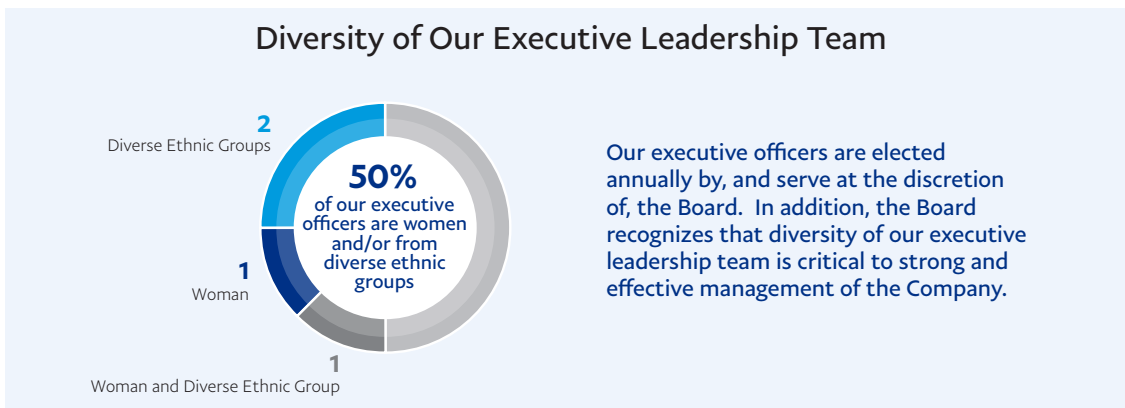 Diversity of Our Executive Leadership Team
2
Diverse Ethnic Groups
1
Woman
1
Woman and Diverse Ethnic Group
50%
of our executive
officers are women
and/or from
diverse ethnic
groups
Our executive officers are elected
annually by, and serve at the discretion
of, the Board.  In addition, the Board
recognizes that diversity of our executive
leadership team is critical to strong and
effective management of the Company.